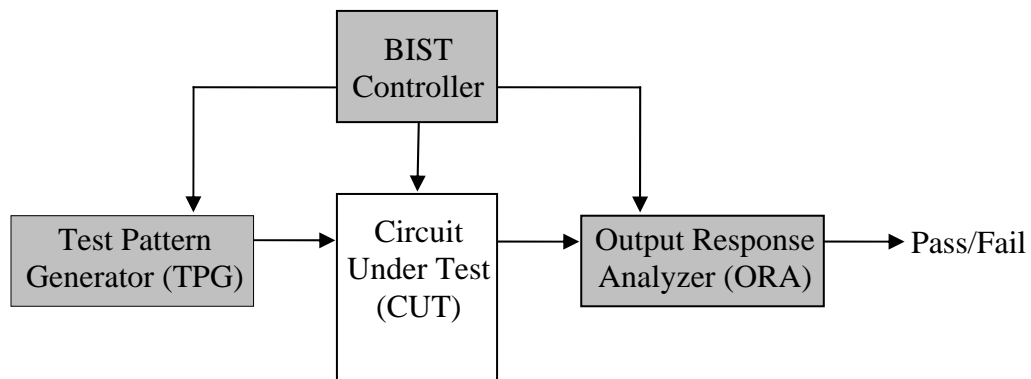 BIST
Controller
Test Pattern
Generator (TPG)
Circuit
Under Test
(CUT)
Output Response
Analyzer (ORA)
Pass/Fail